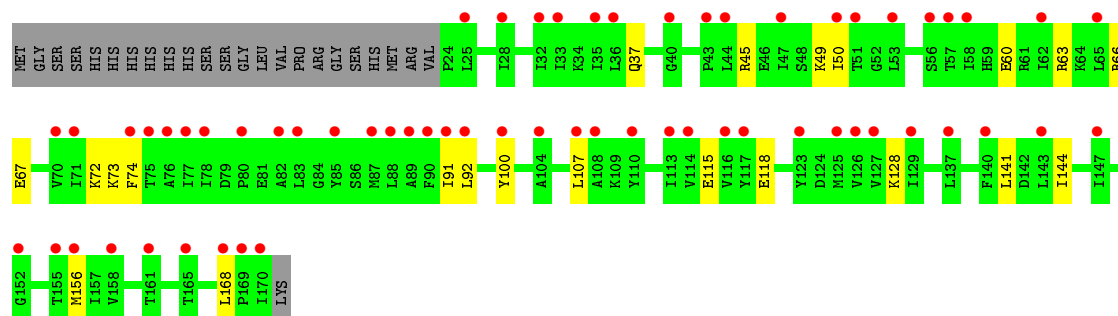 MET GLY SER SER HIS HIS HIS HIS HIS HIS SER SER GLY LEU VAL PRO ARG GLY SER HIS MET ARG VAL P24 L25 I28 I32 I33 K34 I35 L36 Q37 G40 P43 L44 R45 E46 I47 S48 K49 I50 T51 G52 L53 S56 T57 I58 H59 E60 R61 I62 R63 K64 L65 R66
E67 V70 I71 K72 K73 F74 T75 A76 I77 I78 D79 P80 E81 A82 L83 G84 Y85 S86 M87 L88 A89 F90 I91 L92 Y100 A104 L107 A108 K109 Y110 I113 V114 E115 V116 Y117 E118 Y123 D124 M125 V126 V127 K128 I129 L137 F140 L141 D142 L143 I144 I147
G152 T155 M156 I157 V158 T161 T165 L168 P169 I170 LYS